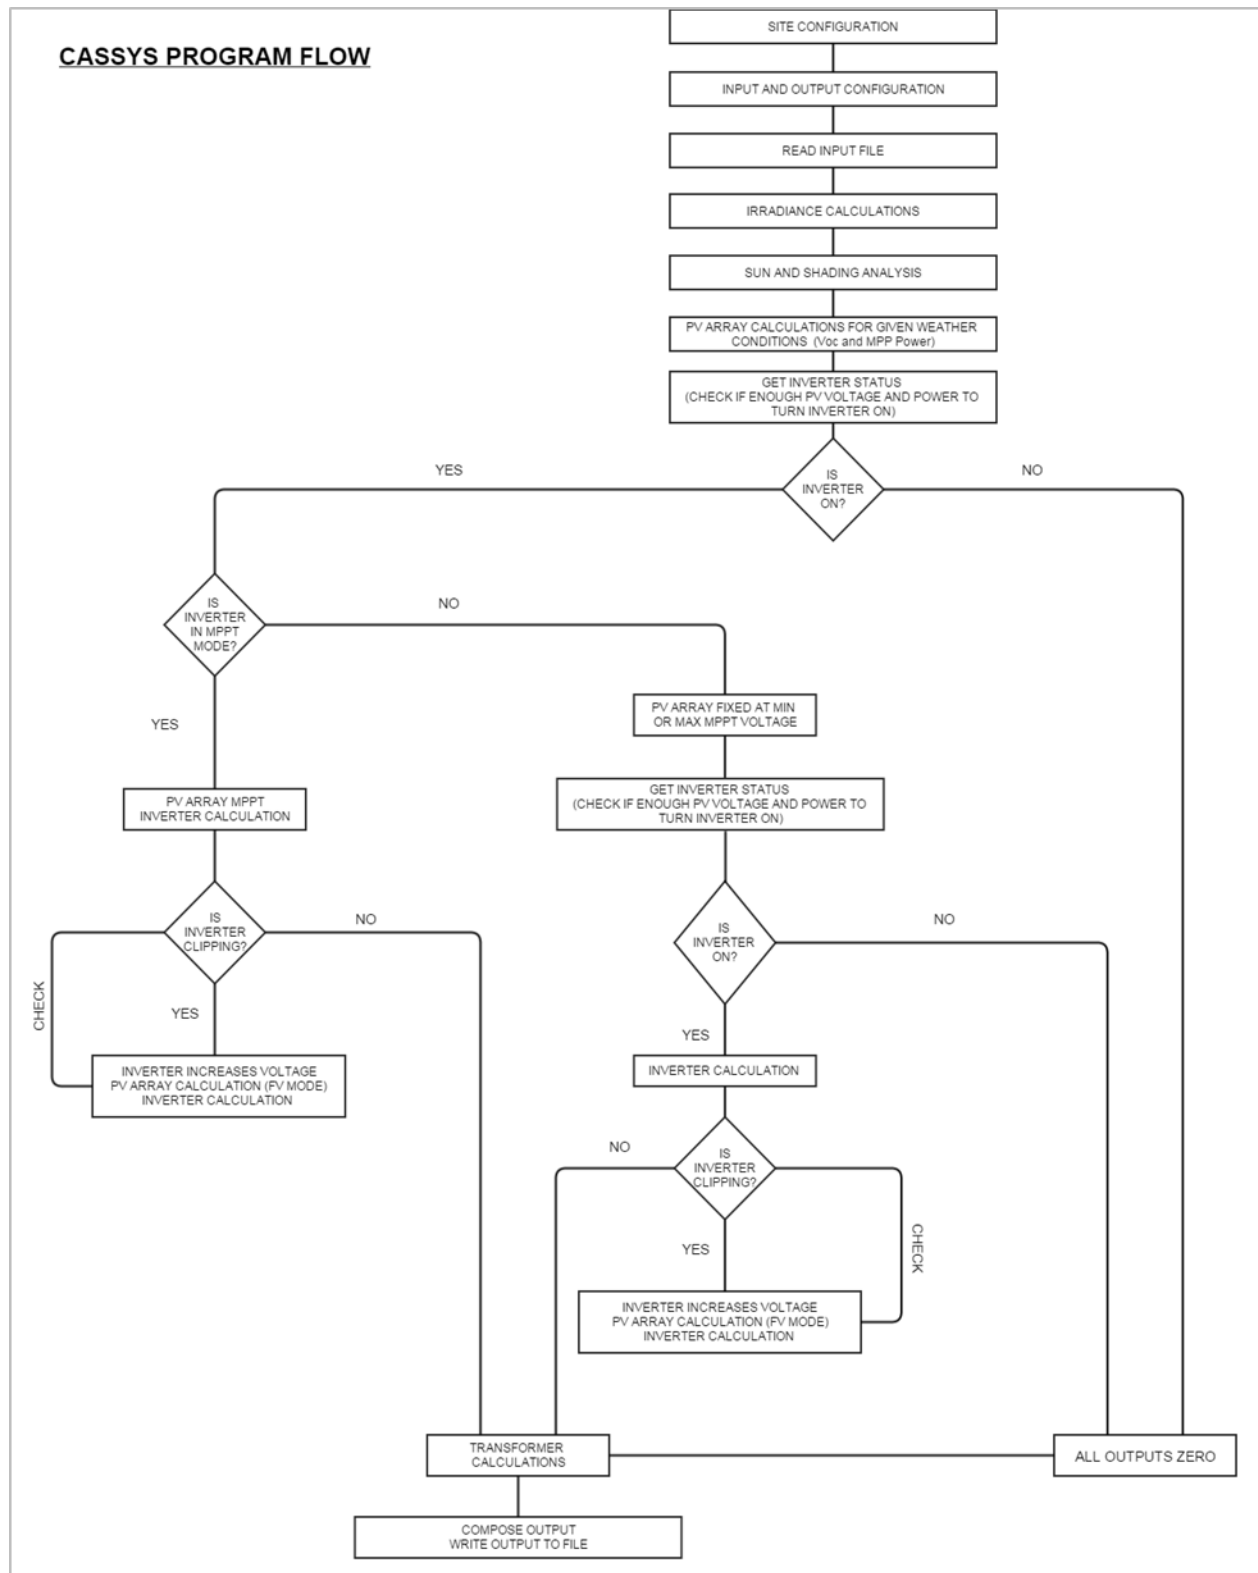 CASSYS PROGRAM FLOW
SITE CONFIGURATION
INPUT AND OUTPUT CONFIGURATION
READ INPUT FILE
IRRADIANCE CALCULATIONS
SUN AND SHADING ANALYSIS
PV ARRAY CALCULATIONS FOR GIVEN WEATHER
CONDITIONS (Voc and MPP Power)
GET INVERTER STATUS
(CHECK IF ENOUGH PV VOLTAGE AND POWER TO
TURN INVERTER ON)
IS
INVERTER
ON?
YES
NO
IS
INVERTER
IN MPPT
MODE?
NO
YES
PV ARRAY FIXED AT MIN
OR MAX MPPT VOLTAGE
GET INVERTER STATUS
(CHECK IF ENOUGH PV VOLTAGE AND POWER TO
TURN INVERTER ON)
PV ARRAY MPPT
INVERTER CALCULATION
IS
INVERTER
CLIPPING?
NO
CHECK
YES
INVERTER INCREASES VOLTAGE
PV ARRAY CALCULATION (FV MODE)
INVERTER CALCULATION
IS
INVERTER
ON?
NO
YES
INVERTER CALCULATION
IS
INVERTER
CLIPPING?
NO
YES
CHECK
INVERTER INCREASES VOLTAGE
PV ARRAY CALCULATION (FV MODE)
INVERTER CALCULATION
TRANSFORMER
CALCULATIONS
ALL OUTPUTS ZERO
COMPOSE OUTPUT
WRITE OUTPUT TO FILE